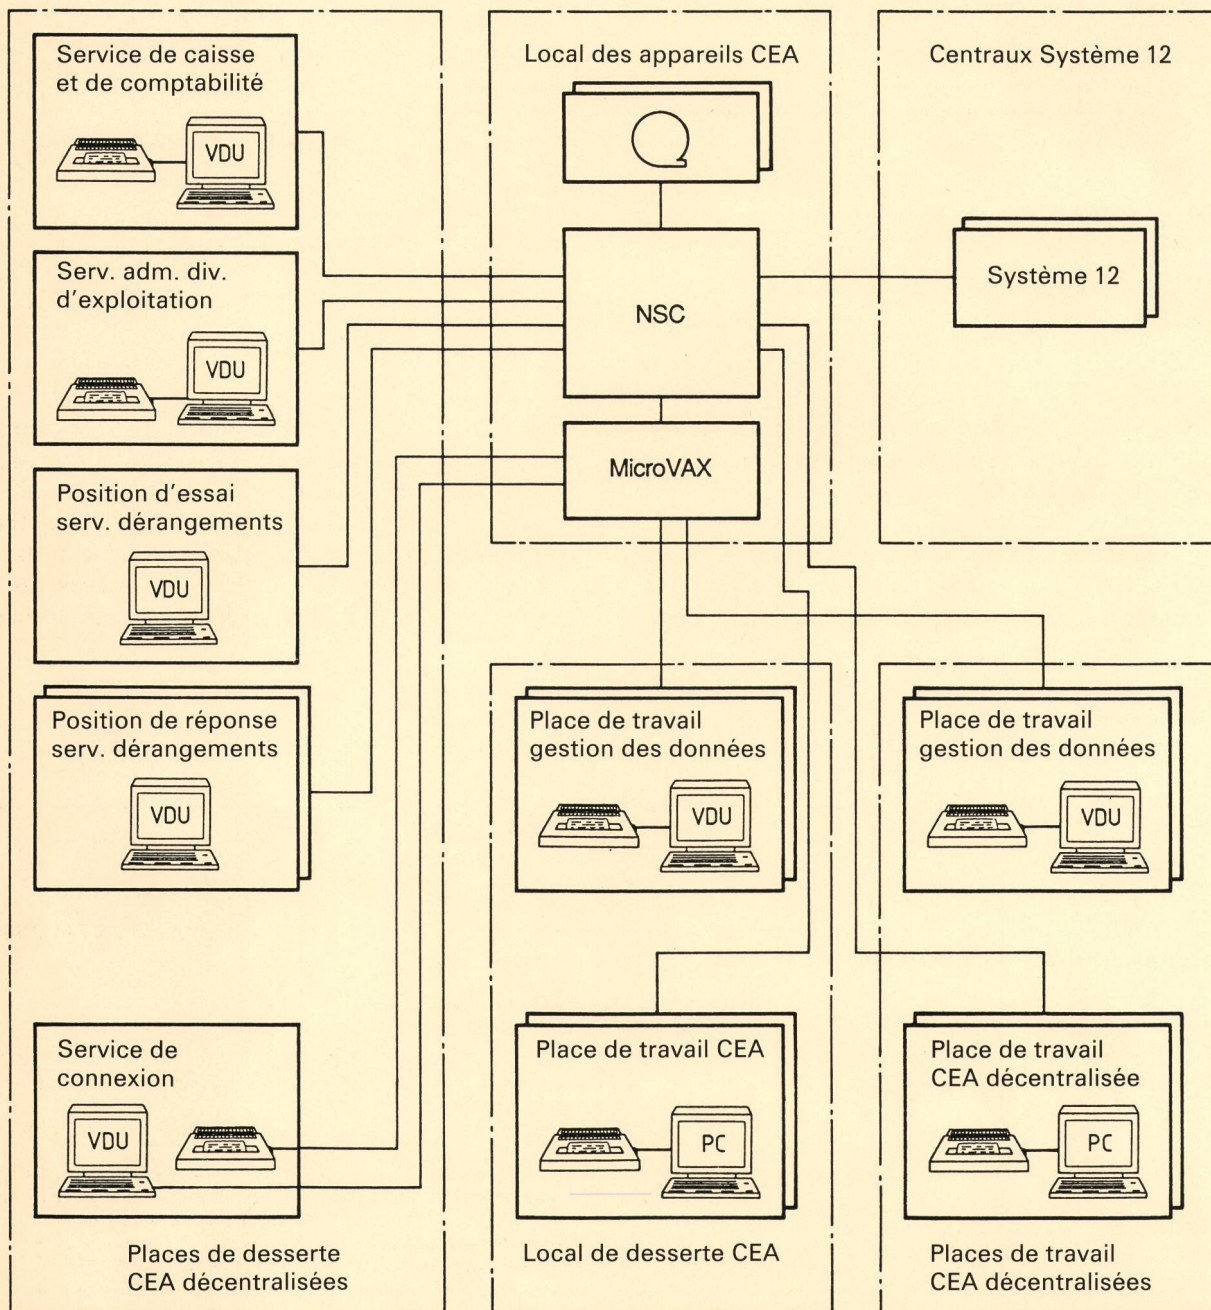 Service de caisse
et de comptabilité
VDU
Serv. adm. div.
d'exploitation
VDU
Position d'essai
serv. dérangements
VDU
Position de réponse
serv. dérangements
VDU
Service de
connexion
VDU
Places de desserte
CEA décentralisées
Local des appareils CEA
NSC
MicroVAX
Centraux Système 12
Système 12
Place de travail
gestion des données
VDU
Place de travail CEA
PC
Local de desserte CEA
Place de travail
gestion des données
VDU
Place de travail
CEA décentralisée
PC
Places de travail
CEA décentralisées